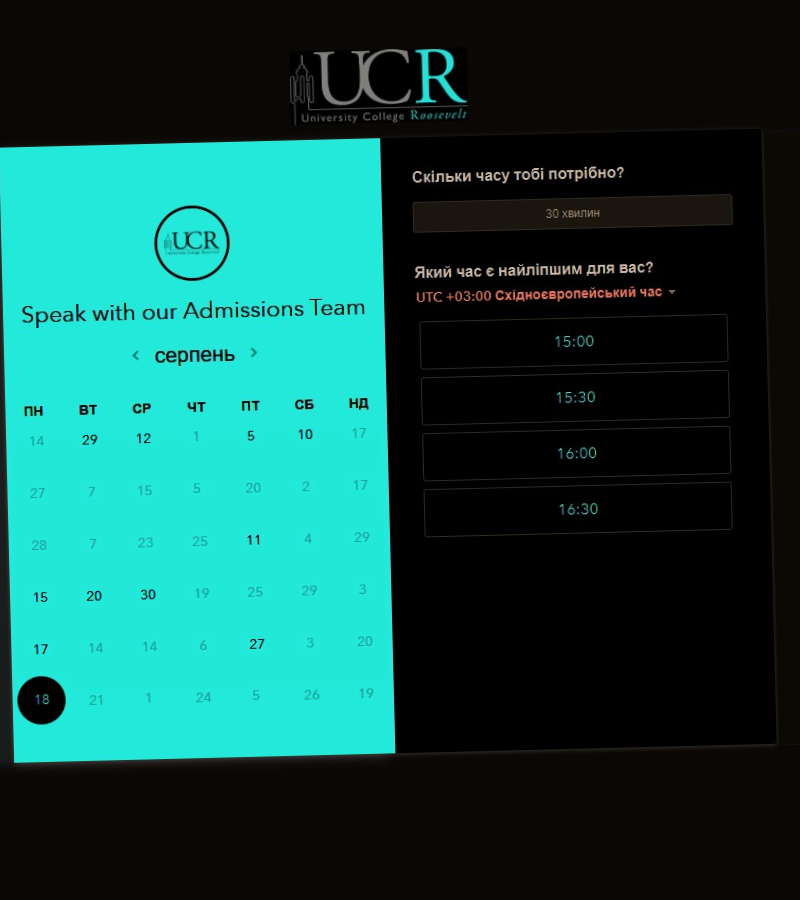 UCR
University College Roosevelt
UCR
Speak with our Admissions Team
серпень
ПН ВТ СР ЧТ ПТ СБ НД
14 29 12 1 5 10 17
27 7 15 5 20 2 17
28 7 23 25 11 4 29
15 20 30 19 25 29 3
17 14 14 6 27 3 20
18 21 1 24 5 26 19
Скільки часу тобі потрібно?
30 хвилин
Який час є найліпшим для вас?
UTC +03:00 Східноєвропейський час
15:00
15:30
16:00
16:30